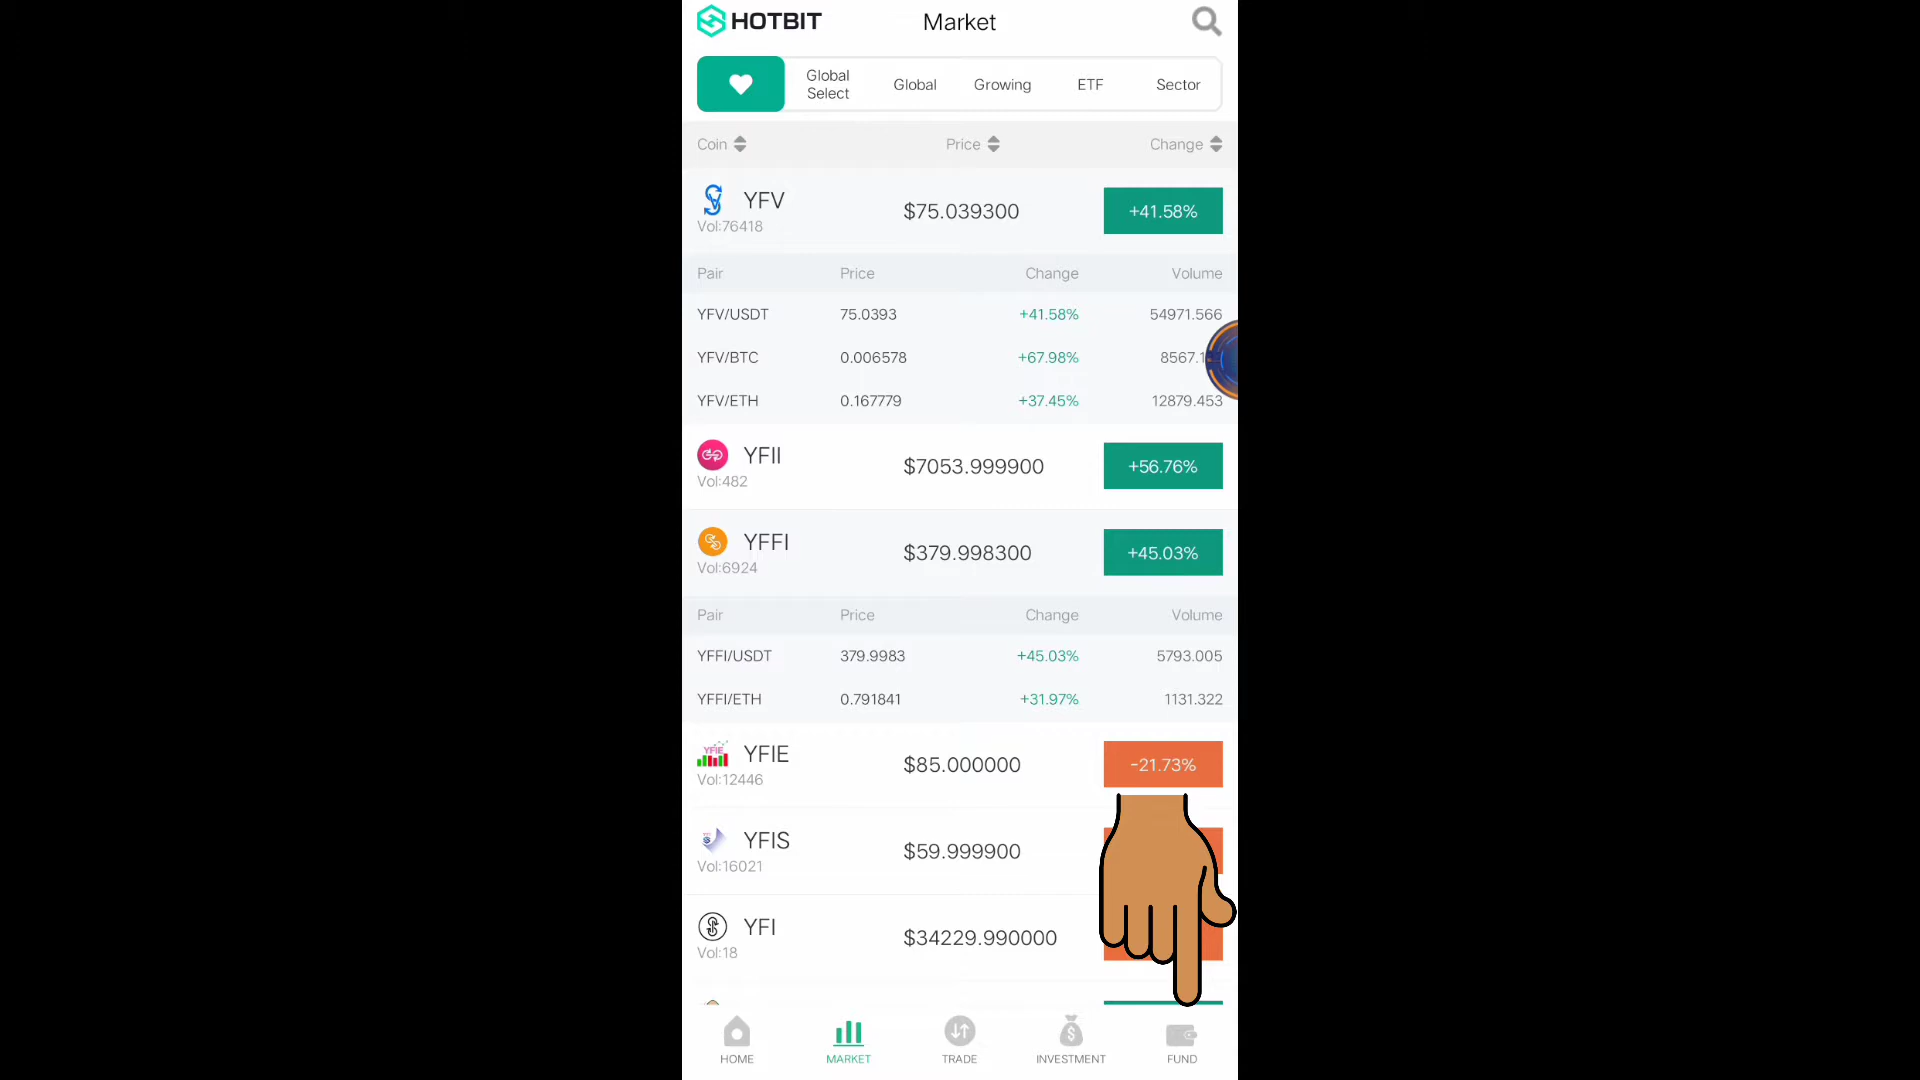 HOTBIT
Market
Global Select
Global
Growing
ETF
Sector
Coin Price Change
YFV $75.039300 +41.58%
Vol:76418
Pair Price Change Volume
YFV/USDT 75.0393 +41.58% 54971.566
YFV/BTC 0.006578 +67.98% 8567.1
YFV/ETH 0.167779 +37.45% 12879.453
YFII $7053.999900 +56.76%
Vol:482
YFFI $379.998300 +45.03%
Vol:6924
Pair Price Change Volume
YFFI/USDT 379.9983 +45.03% 5793.005
YFFI/ETH 0.791841 +31.97% 1131.322
YFIE $85.000000 -21.73%
Vol:12446
YFIS $59.999900
Vol:16021
YFI $34229.990000
Vol:18
HOME MARKET TRADE INVESTMENT FUND